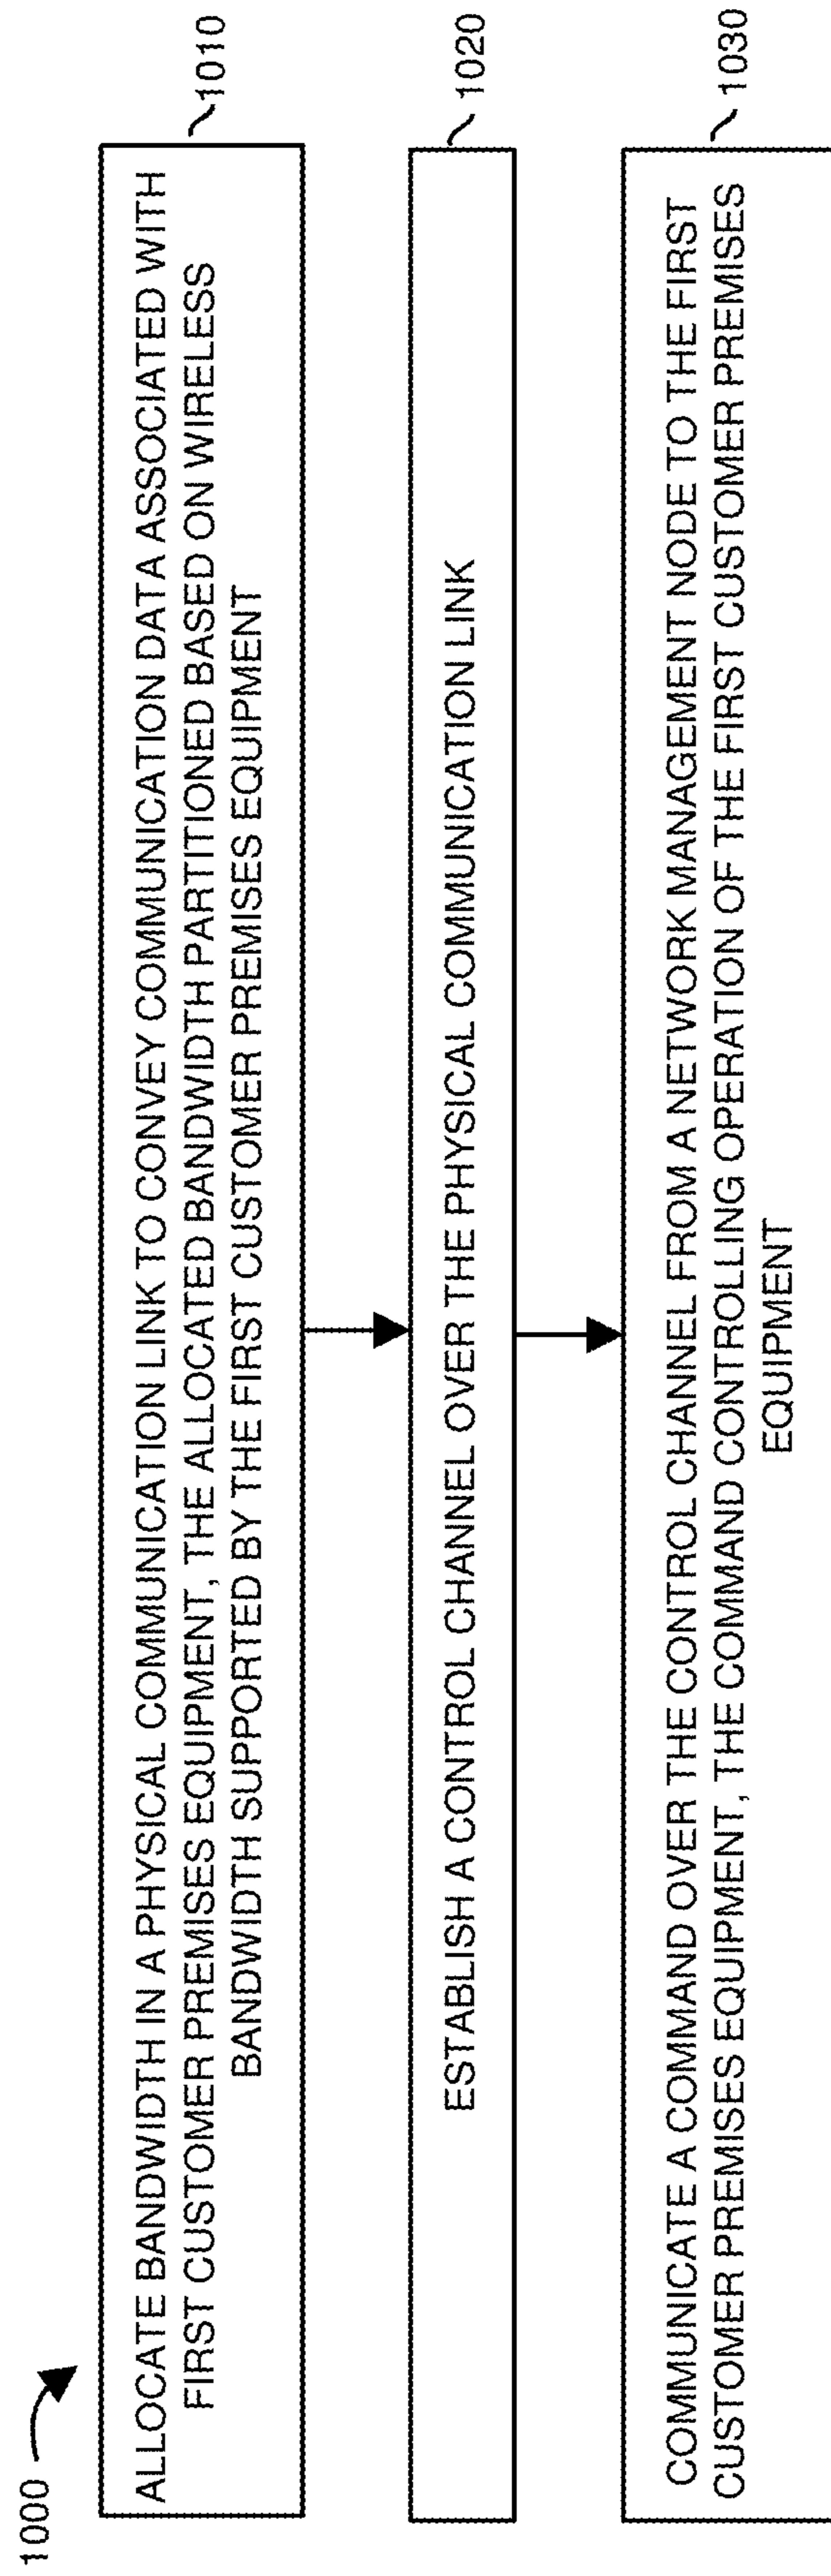 1000
ALLOCATE BANDWIDTH IN A PHYSICAL COMMUNICATION LINK TO CONVEY COMMUNICATION DATA ASSOCIATED WITH
FIRST CUSTOMER PREMISES EQUIPMENT, THE ALLOCATED BANDWIDTH PARTITIONED BASED ON WIRELESS
BANDWIDTH SUPPORTED BY THE FIRST CUSTOMER PREMISES EQUIPMENT
1010
ESTABLISH A CONTROL CHANNEL OVER THE PHYSICAL COMMUNICATION LINK
1020
COMMUNICATE A COMMAND OVER THE CONTROL CHANNEL FROM A NETWORK MANAGEMENT NODE TO THE FIRST
CUSTOMER PREMISES EQUIPMENT, THE COMMAND CONTROLLING OPERATION OF THE FIRST CUSTOMER PREMISES
EQUIPMENT
1030